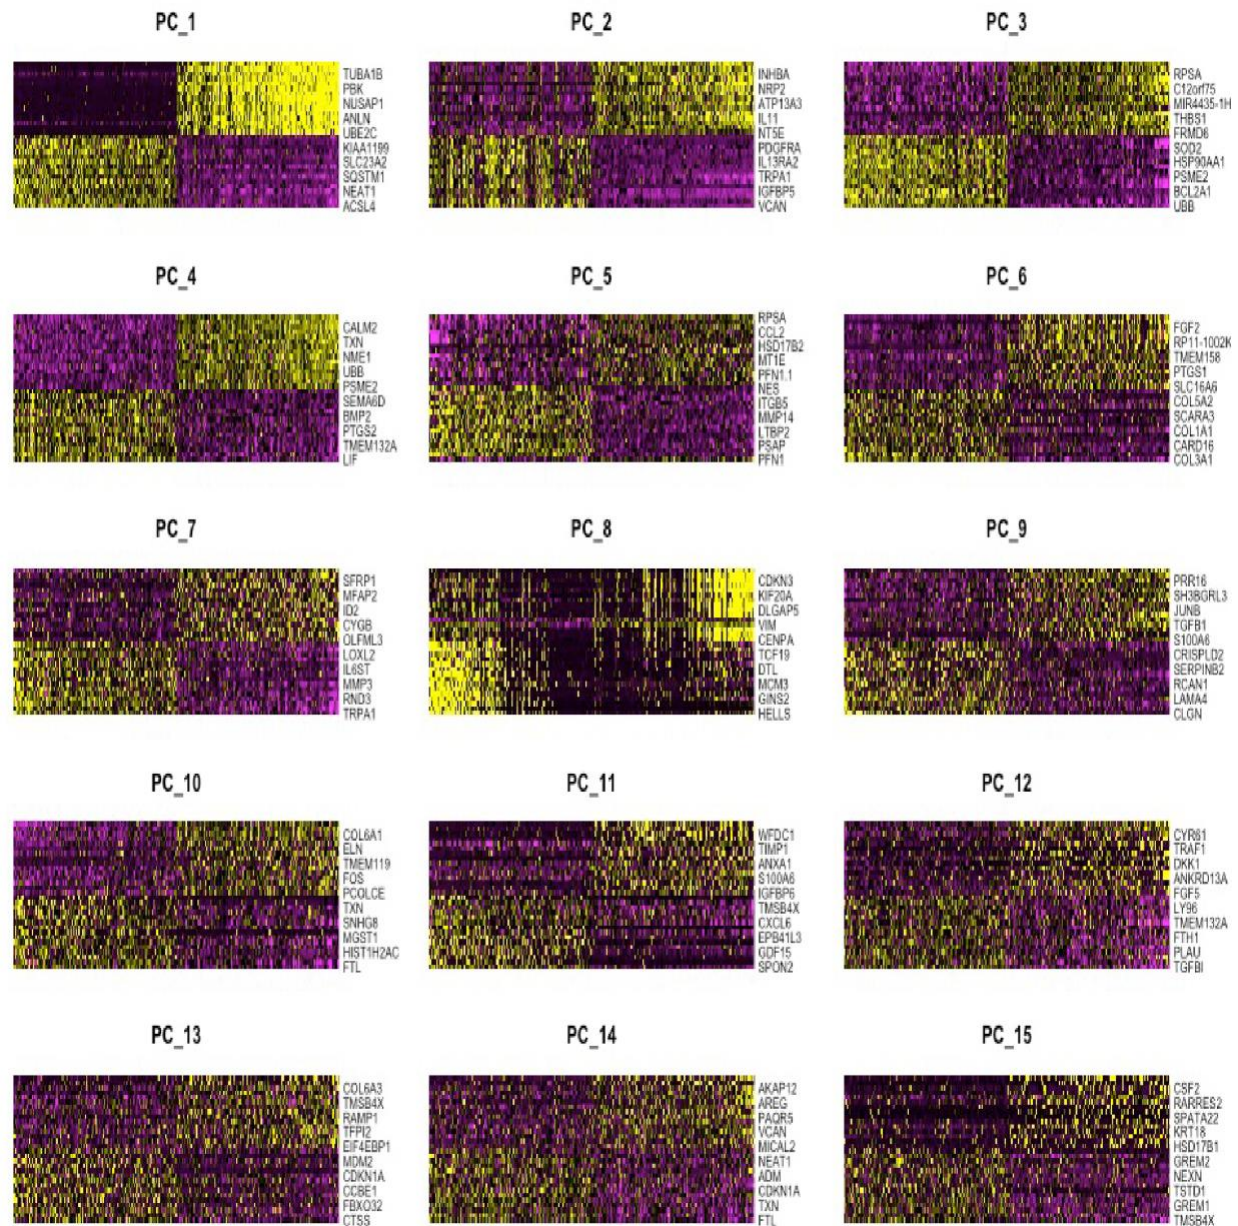 PC_1
TUBA1B
PBK
NUSAP1
ANLN
UBE2C
KIAA1199
SLC23A2
SQSTM1
NEAT1
ACSL4
PC_2
INHBA
NRP2
ATP13A3
IL11
NT5E
PDGFRA
IL13RA2
TRPA1
IGFBP5
VCAN
PC_3
RPSA
C12orf75
MIR4435-1H
THBS1
FRMD6
SOD2
HSP90AA1
PSME2
BCL2A1
UBB
PC_4
CALM2
TXN
NME1
UBB
PSME2
SEMA6D
BMP2
PTGS2
TMEM132A
LIF
PC_5
RPSA
CCL2
HSD17B2
MT1E
PFN1.1
NES
ITGB5
MMP14
LTBP2
PSAP
PFN1
PC_6
FGF2
RP11-1002K
TMEM158
PTGS1
SLC16A6
COL5A2
SCARA3
COL1A1
CARD16
COL3A1
PC_7
SFRP1
MFAP2
ID2
CYGB
OLFML3
LOXL2
IL6ST
MMP3
RND3
TRPA1
PC_8
CDKN3
KIF20A
DLGAP5
VIM
CENPA
TCF19
DTL
MCM3
GINS2
HELLS
PC_9
PRR16
SH3BGRL3
JUNB
TGFB1
S100A6
CRISPLD2
SERPINB2
RCAN1
LAMA4
CLGN
PC_10
COL6A1
ELN
TMEM119
FOS
PCOLCE
TXN
SNHG8
MGST1
HIST1H2AC
FTL
PC_11
WFDC1
TIMP1
ANXA1
S100A6
IGFBP6
TMSB4X
CXCL6
EPB41L3
GDF15
SPON2
PC_12
CYR61
TRAF1
DKK1
ANKRD13A
FGF5
LY96
TMEM132A
FTH1
PLAU
TGFBI
PC_13
COL6A3
TMSB4X
RAMP1
TFPI2
EIF4EBP1
MDM2
CDKN1A
CCBE1
FBXO32
CTSS
PC_14
AKAP12
AREG
PAQR5
VCAN
MICAL2
NEAT1
ADM
CDKN1A
TXN
FTL
PC_15
CSF2
RARRES2
SPATA22
KRT18
HSD17B1
GREM2
NEXN
TSTD1
GREM1
TMSB4X